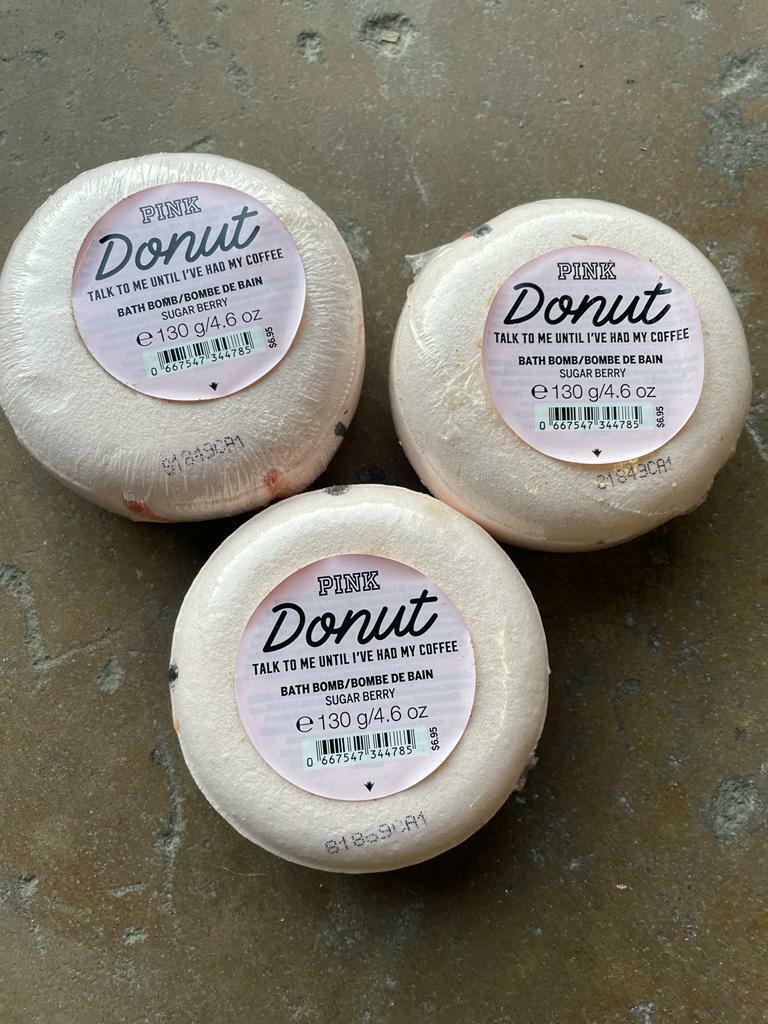 PINK
Donut
TALK TO ME UNTIL I'VE HAD MY COFFEE
BATH BOMB/BOMBE DE BAIN
SUGAR BERRY
e 130 g/4.6 oz
0 667547 344785
$6.95
81849CA1
PINK
Donut
TALK TO ME UNTIL I'VE HAD MY COFFEE
BATH BOMB/BOMBE DE BAIN
SUGAR BERRY
e 130 g/4.6 oz
0 667547 344785
$6.95
81849CA1
PINK
Donut
TALK TO ME UNTIL I'VE HAD MY COFFEE
BATH BOMB/BOMBE DE BAIN
SUGAR BERRY
e 130 g/4.6 oz
0 667547 344785
$6.95
81869CA1